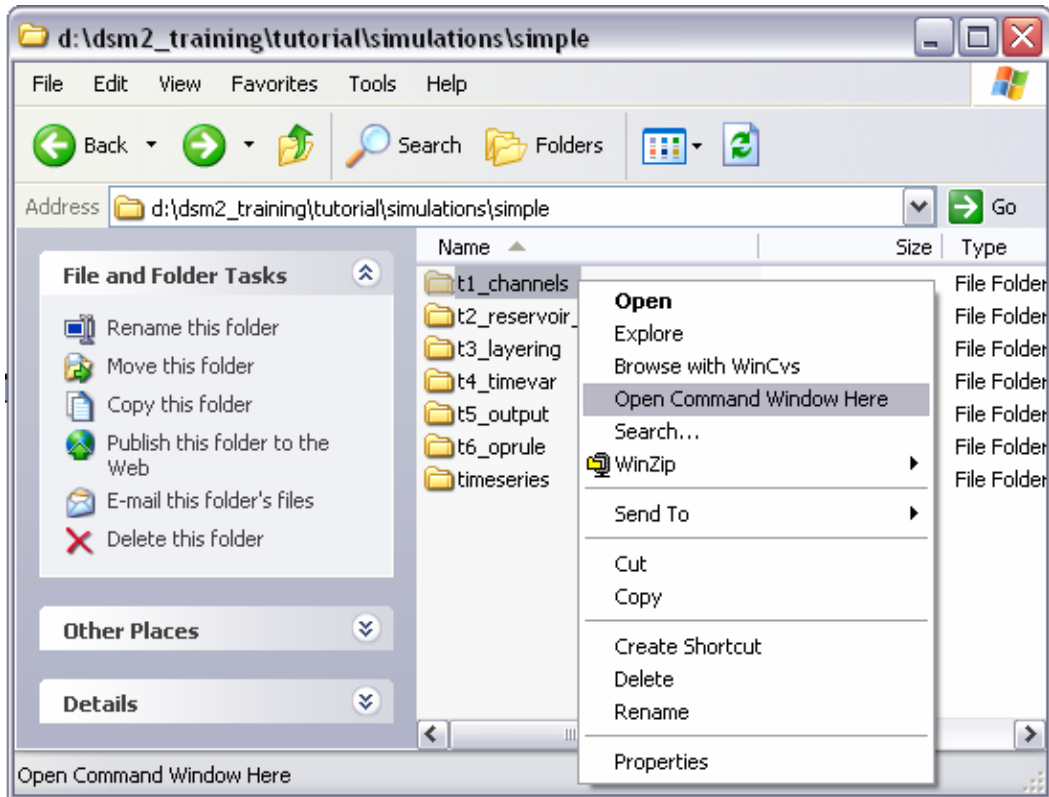 d:\dsm2_training\tutorial\simulations\simple
File Edit View Favorites Tools Help
Back Search Folders
Address d:\dsm2_training\tutorial\simulations\simple Go
Name Size Type
File and Folder Tasks
Rename this folder
Move this folder
Copy this folder
Publish this folder to the
Web
E-mail this folder's files
Delete this folder
Other Places
Details
t1_channels File Folder
t2_reservoir_ File Folder
t3_layering File Folder
t4_timevar File Folder
t5_output File Folder
t6_oprule File Folder
timeseries File Folder
Open
Explore
Browse with WinCvs
Open Command Window Here
Search...
WinZip
Send To
Cut
Copy
Create Shortcut
Delete
Rename
Properties
Open Command Window Here